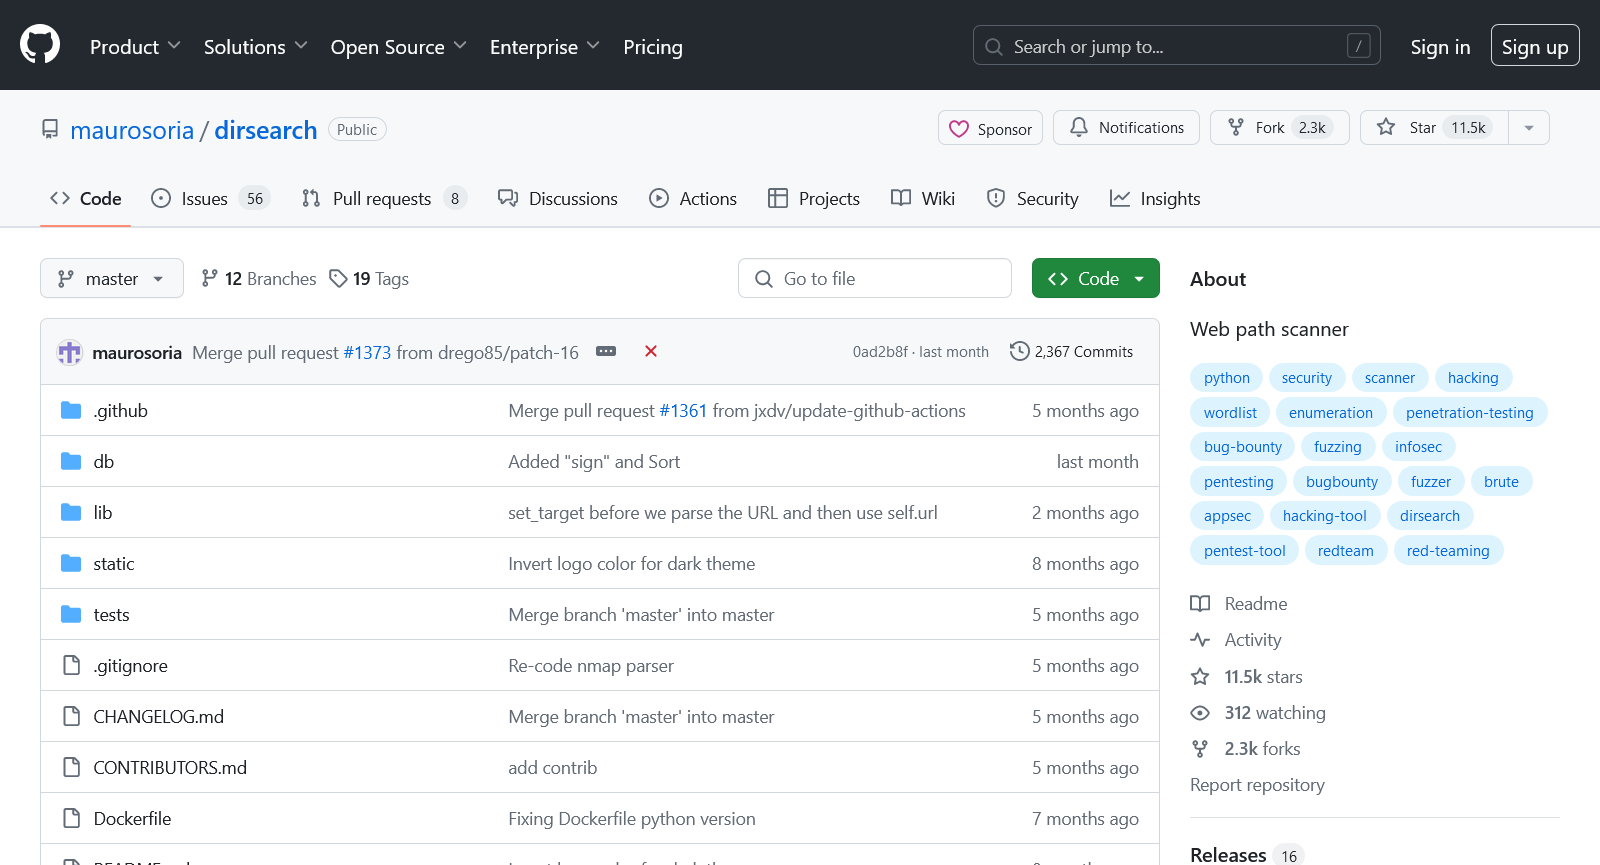 Product Solutions Open Source Enterprise Pricing Search or jump to... / Sign in Sign up
maurosoria / dirsearch Public Sponsor Notifications Fork 2.3k Star 11.5k
Code Issues 56 Pull requests 8 Discussions Actions Projects Wiki Security Insights
master 12 Branches 19 Tags Go to file Code
maurosoria Merge pull request #1373 from drego85/patch-16 0ad2b8f · last month 2,367 Commits
.github Merge pull request #1361 from jxdv/update-github-actions 5 months ago
db Added "sign" and Sort last month
lib set_target before we parse the URL and then use self.url 2 months ago
static Invert logo color for dark theme 8 months ago
tests Merge branch 'master' into master 5 months ago
.gitignore Re-code nmap parser 5 months ago
CHANGELOG.md Merge branch 'master' into master 5 months ago
CONTRIBUTORS.md add contrib 5 months ago
Dockerfile Fixing Dockerfile python version 7 months ago
About
Web path scanner
python security scanner hacking
wordlist enumeration penetration-testing
bug-bounty fuzzing infosec
pentesting bugbounty fuzzer brute
appsec hacking-tool dirsearch
pentest-tool redteam red-teaming
Readme
Activity
11.5k stars
312 watching
2.3k forks
Report repository
Releases 16